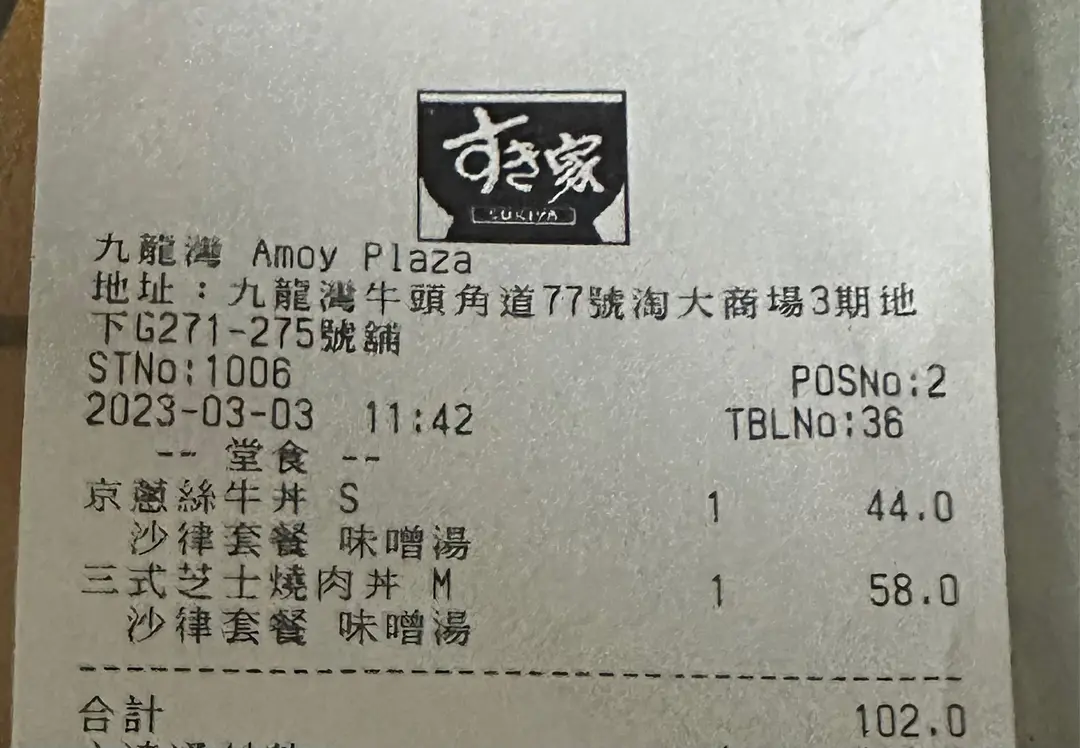 すき家
SUKIYA
九龍灣 Amoy Plaza
地址：九龍灣牛頭角道77號淘大商場3期地
下G271-275號舖
STNo:1006 POSNo:2
2023-03-03 11:42 TBLNo:36
-- 堂食 --
京蔥絲牛丼 S 1 44.0
沙律套餐 味噌湯
三式芝士燒肉丼 M 1 58.0
沙律套餐 味噌湯
合計 102.0